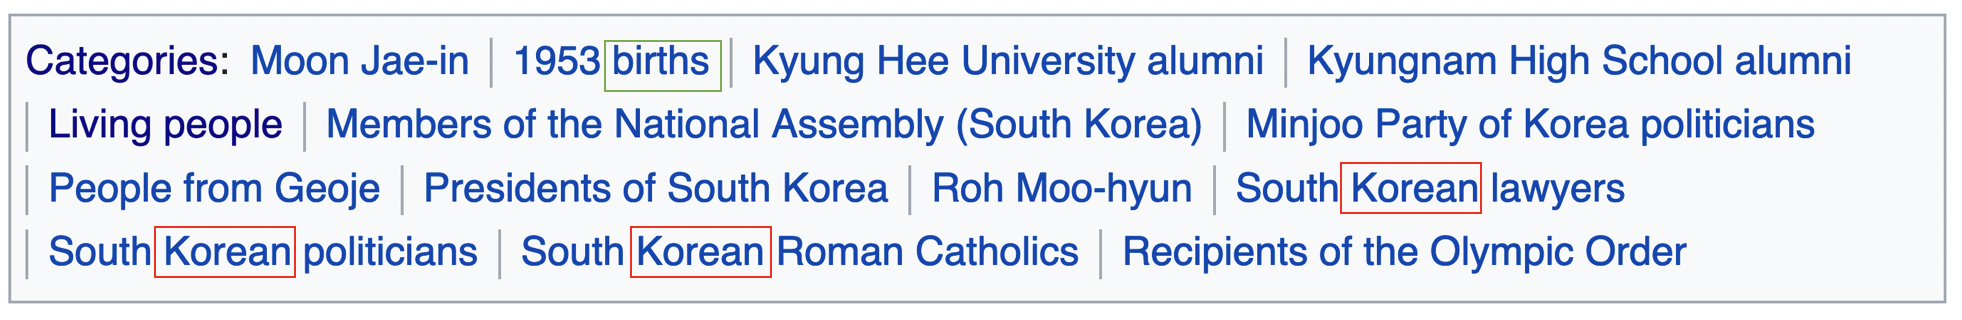 Categories: Moon Jae-in | 1953 births | Kyung Hee University alumni | Kyungnam High School alumni
| Living people | Members of the National Assembly (South Korea) | Minjoo Party of Korea politicians
| People from Geoje | Presidents of South Korea | Roh Moo-hyun | South Korean lawyers
| South Korean politicians | South Korean Roman Catholics | Recipients of the Olympic Order